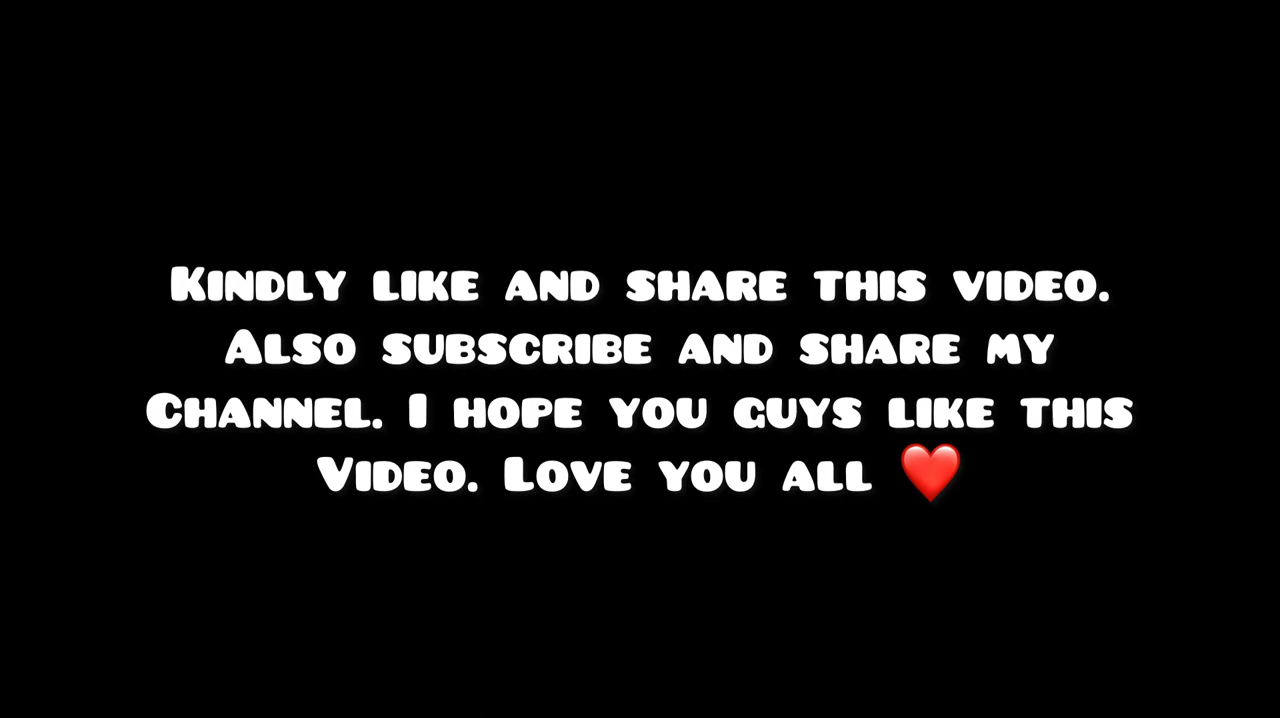 Kindly like and share this video.
Also subscribe and share my
Channel. I hope you guys like this
Video. Love you all ❤️